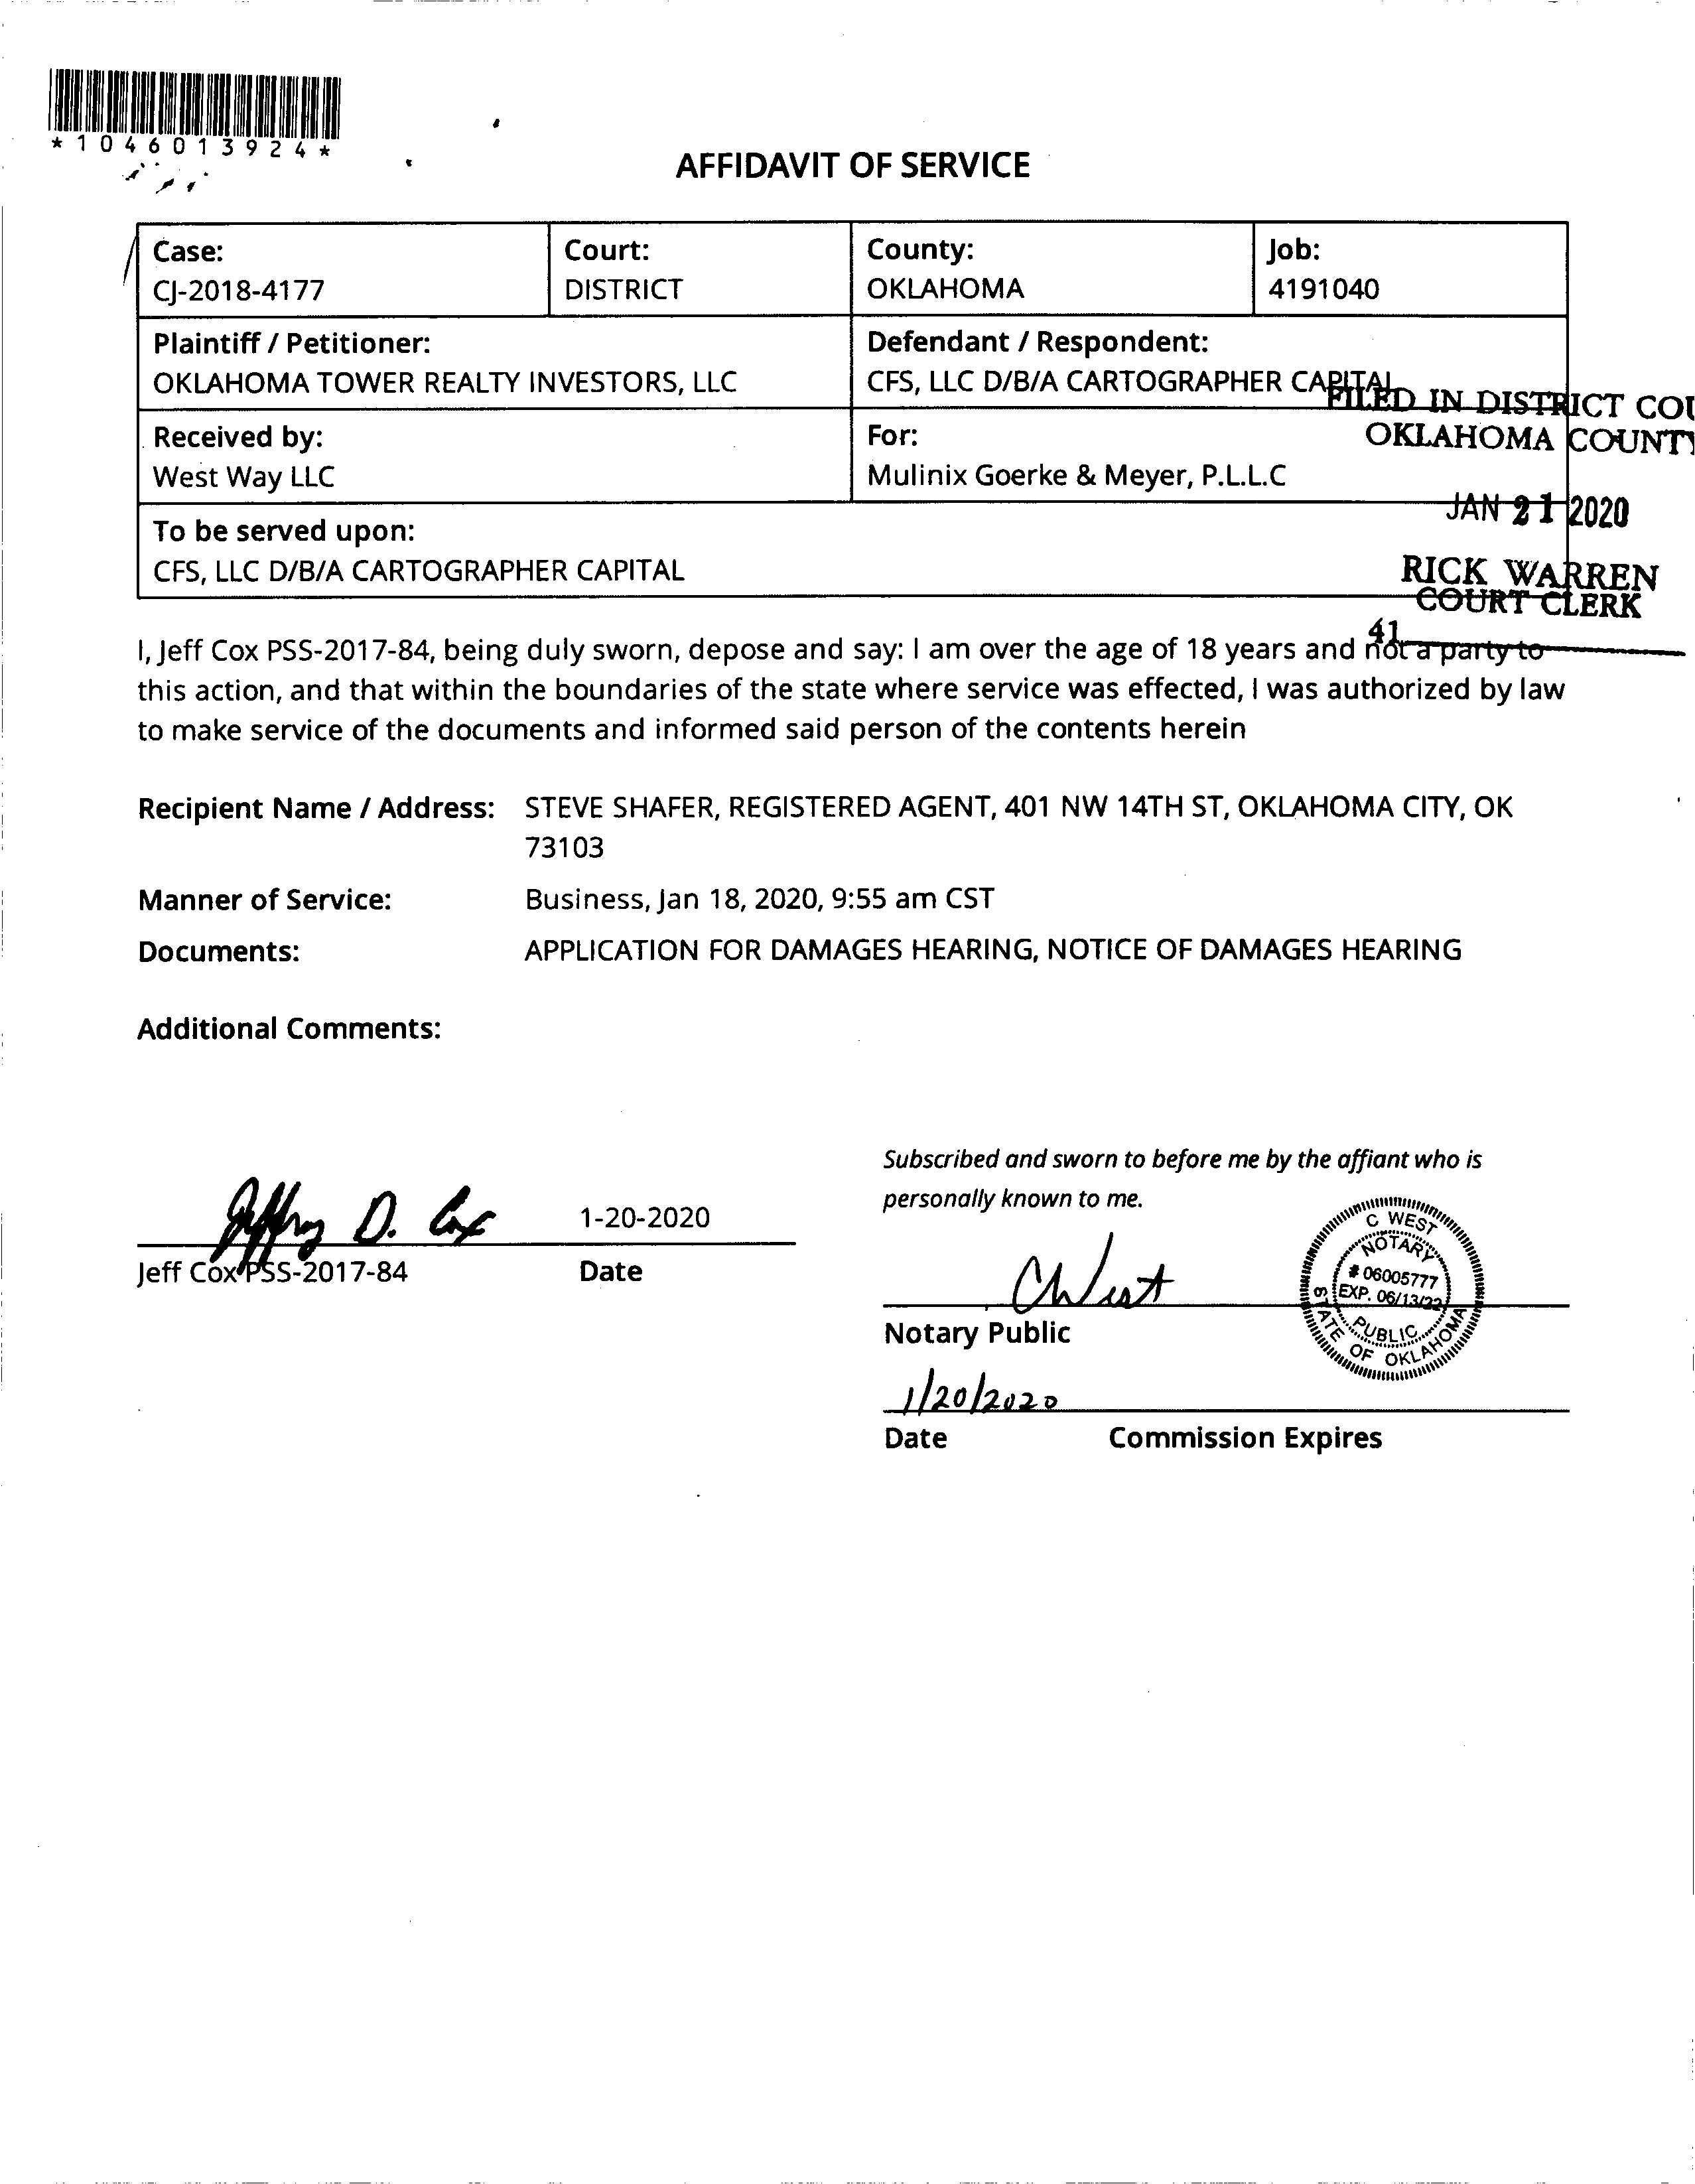 *1046013924*
AFFIDAVIT OF SERVICE
Case:
CJ-2018-4177
Court:
DISTRICT
County:
OKLAHOMA
Job:
4191040
Plaintiff / Petitioner:
OKLAHOMA TOWER REALTY INVESTORS, LLC
Defendant / Respondent:
CFS, LLC D/B/A CARTOGRAPHER CAPITAL
FILED IN DISTRICT COU
OKLAHOMA COUNTY
Received by:
West Way LLC
For:
Mulinix Goerke & Meyer, P.L.L.C
JAN 21 2020
To be served upon:
CFS, LLC D/B/A CARTOGRAPHER CAPITAL
RICK WARREN
COURT CLERK
41
I, Jeff Cox PSS-2017-84, being duly sworn, depose and say: I am over the age of 18 years and not a party to
this action, and that within the boundaries of the state where service was effected, I was authorized by law
to make service of the documents and informed said person of the contents herein
Recipient Name / Address: STEVE SHAFER, REGISTERED AGENT, 401 NW 14TH ST, OKLAHOMA CITY, OK
73103
Manner of Service: Business, Jan 18, 2020, 9:55 am CST
Documents: APPLICATION FOR DAMAGES HEARING, NOTICE OF DAMAGES HEARING
Additional Comments:
Jeffrey D. Cox 1-20-2020
Jeff Cox PSS-2017-84 Date
Subscribed and sworn to before me by the affiant who is
personally known to me.
C West
Notary Public
C WEST
NOTARY
# 06005777
EXP. 06/13/22
PUBLIC
STATE OF OKLAHOMA
1/20/2020
Date Commission Expires